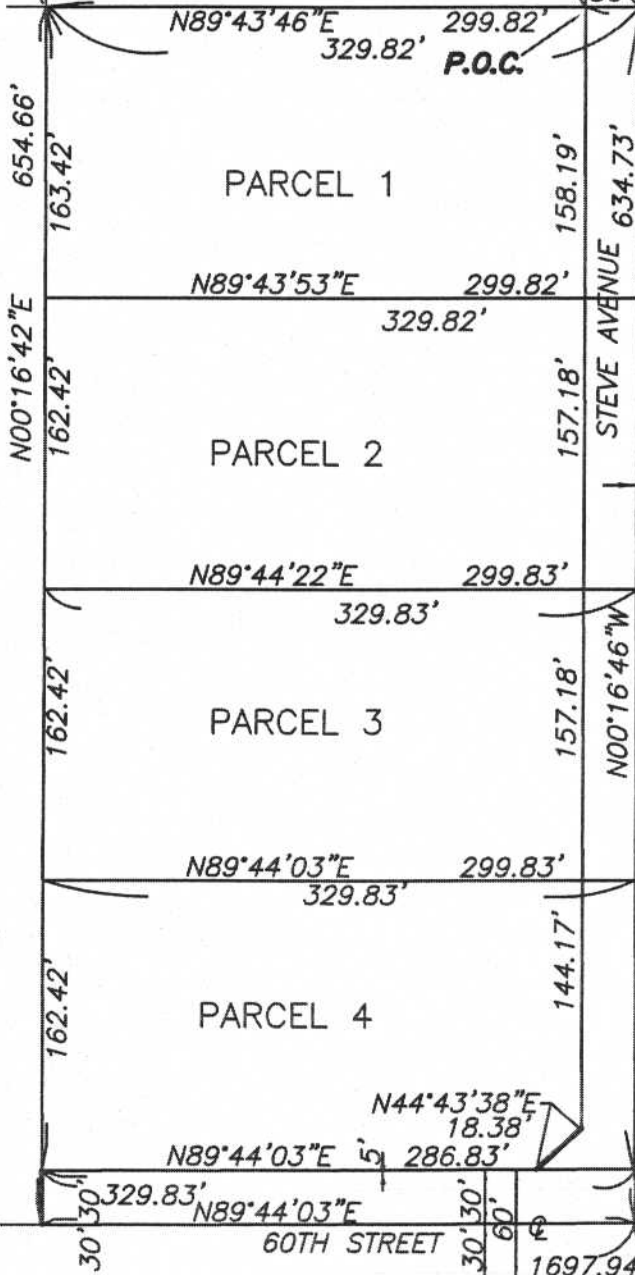 N89°43'46"E 299.82'
329.82'
P.O.C.
654.66'
163.42'
PARCEL 1
158.19'
634.73'
N89°43'53"E 299.82'
329.82'
N00°16'42"E
162.42'
PARCEL 2
157.18'
STEVE AVENUE
N89°44'22"E 299.83'
329.83'
162.42'
PARCEL 3
157.18'
N00°16'46"W
N89°44'03"E 299.83'
329.83'
162.42'
PARCEL 4
144.17'
N44°43'38"E
18.38'
N89°44'03"E 5' 286.83'
30' 30' 329.83' N89°44'03"E 30' 30' 60' ℄
60TH STREET
1697.94